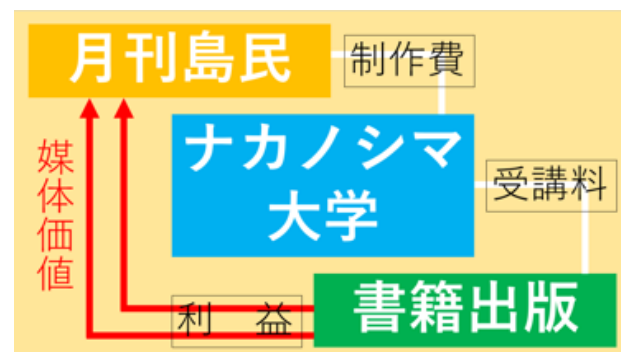 月刊島民
制作費
ナカノシマ
大学
受講料
媒体価値
利　益
書籍出版